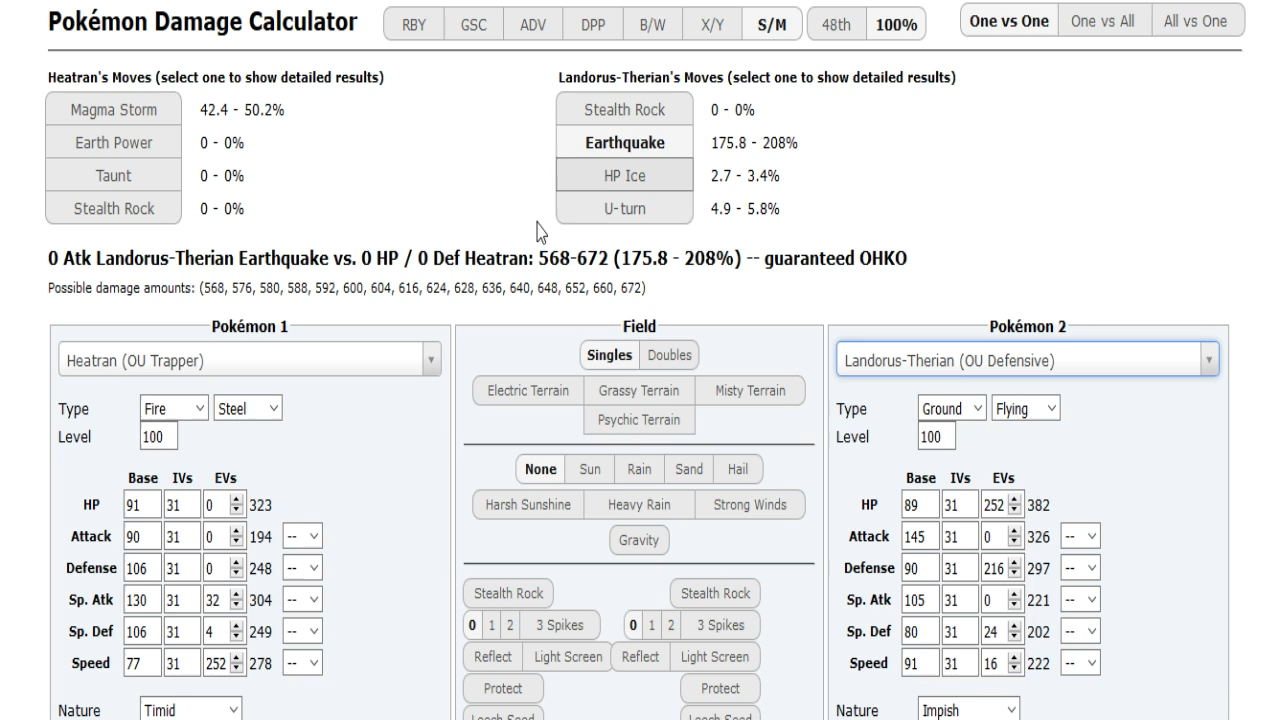 Pokémon Damage Calculator RBY GSC ADV DPP B/W X/Y S/M 48th 100% One vs One One vs All All vs One
Heatran's Moves (select one to show detailed results) Landorus-Therian's Moves (select one to show detailed results)
Magma Storm 42.4 - 50.2% Stealth Rock 0 - 0%
Earth Power 0 - 0% Earthquake 175.8 - 208%
Taunt 0 - 0% HP Ice 2.7 - 3.4%
Stealth Rock 0 - 0% U-turn 4.9 - 5.8%
0 Atk Landorus-Therian Earthquake vs. 0 HP / 0 Def Heatran: 568-672 (175.8 - 208%) -- guaranteed OHKO
Possible damage amounts: (568, 576, 580, 588, 592, 600, 604, 616, 624, 628, 636, 640, 648, 652, 660, 672)
Pokémon 1
Heatran (OU Trapper)
Type Fire Steel
Level 100
Base IVs EVs
HP 91 31 0 323
Attack 90 31 0 194 --
Defense 106 31 0 248 --
Sp. Atk 130 31 32 304 --
Sp. Def 106 31 4 249 --
Speed 77 31 252 278 --
Nature Timid
Field
Singles Doubles
Electric Terrain Grassy Terrain Misty Terrain
Psychic Terrain
None Sun Rain Sand Hail
Harsh Sunshine Heavy Rain Strong Winds
Gravity
Stealth Rock Stealth Rock
0 1 2 3 Spikes 0 1 2 3 Spikes
Reflect Light Screen Reflect Light Screen
Protect Protect
Leech Seed Leech Seed
Pokémon 2
Landorus-Therian (OU Defensive)
Type Ground Flying
Level 100
Base IVs EVs
HP 89 31 252 382
Attack 145 31 0 326 --
Defense 90 31 216 297 --
Sp. Atk 105 31 0 221 --
Sp. Def 80 31 24 202 --
Speed 91 31 16 222 --
Nature Impish